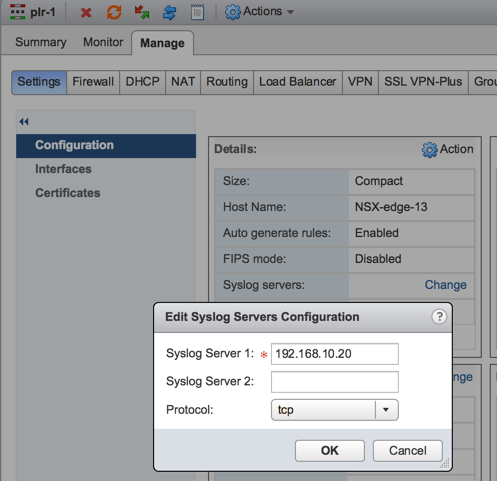 plr-1 Actions
Summary Monitor Manage
Settings Firewall DHCP NAT Routing Load Balancer VPN SSL VPN-Plus Grou
Configuration
Interfaces
Certificates
Details: Action
Size: Compact
Host Name: NSX-edge-13
Auto generate rules: Enabled
FIPS mode: Disabled
Syslog servers: Change
Edit Syslog Servers Configuration ?
Syslog Server 1: * 192.168.10.20
nge
Syslog Server 2:
Protocol: tcp
OK Cancel